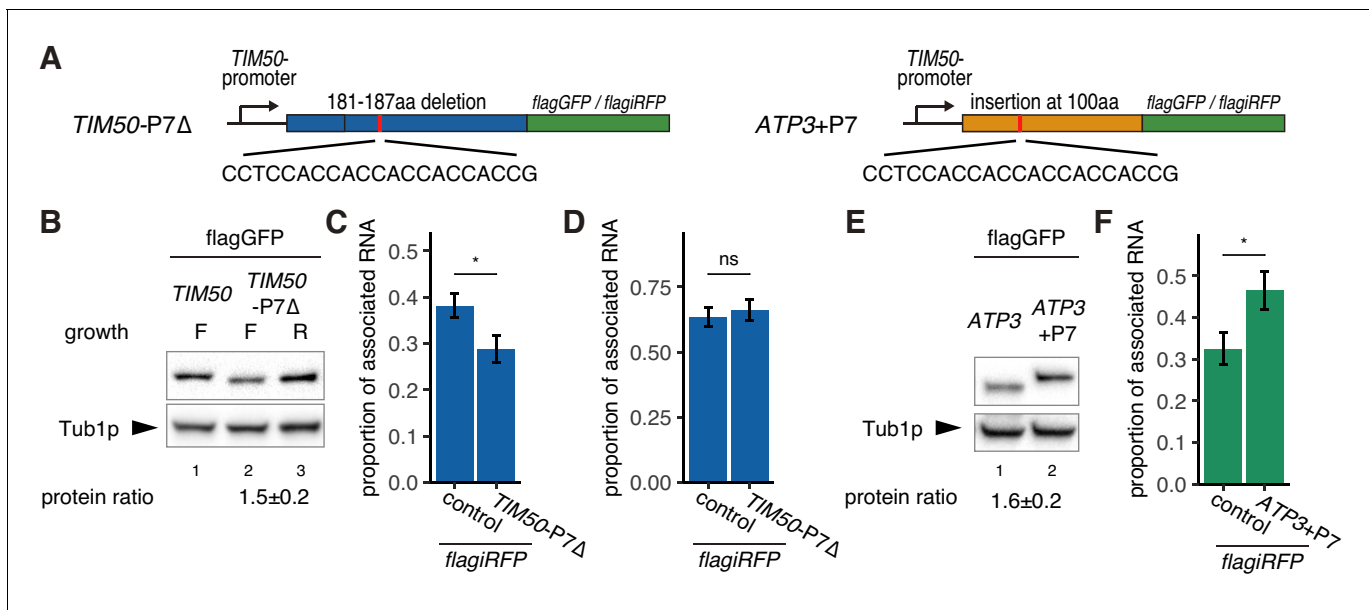 A
TIM50-
promoter
181-187aa deletion
flagGFP / flagiRFP
TIM50-P7Δ
CCTCCACCACCACCACCACCG
TIM50-
promoter
insertion at 100aa
flagGFP / flagiRFP
ATP3+P7
CCTCCACCACCACCACCACCG
B
flagGFP
TIM50
TIM50
-P7Δ
growth
F
F
R
Tub1p
1
2
3
protein ratio
1.5±0.2
C
proportion of associated RNA
0.5
0.4
0.3
0.2
0.1
0.0
*
control
TIM50-P7Δ
flagiRFP
D
proportion of associated RNA
0.75
0.50
0.25
0.00
ns
control
TIM50-P7Δ
flagiRFP
E
flagGFP
ATP3
ATP3
+P7
Tub1p
1
2
protein ratio
1.6±0.2
F
proportion of associated RNA
0.5
0.4
0.3
0.2
0.1
0.0
*
control
ATP3+P7
flagiRFP